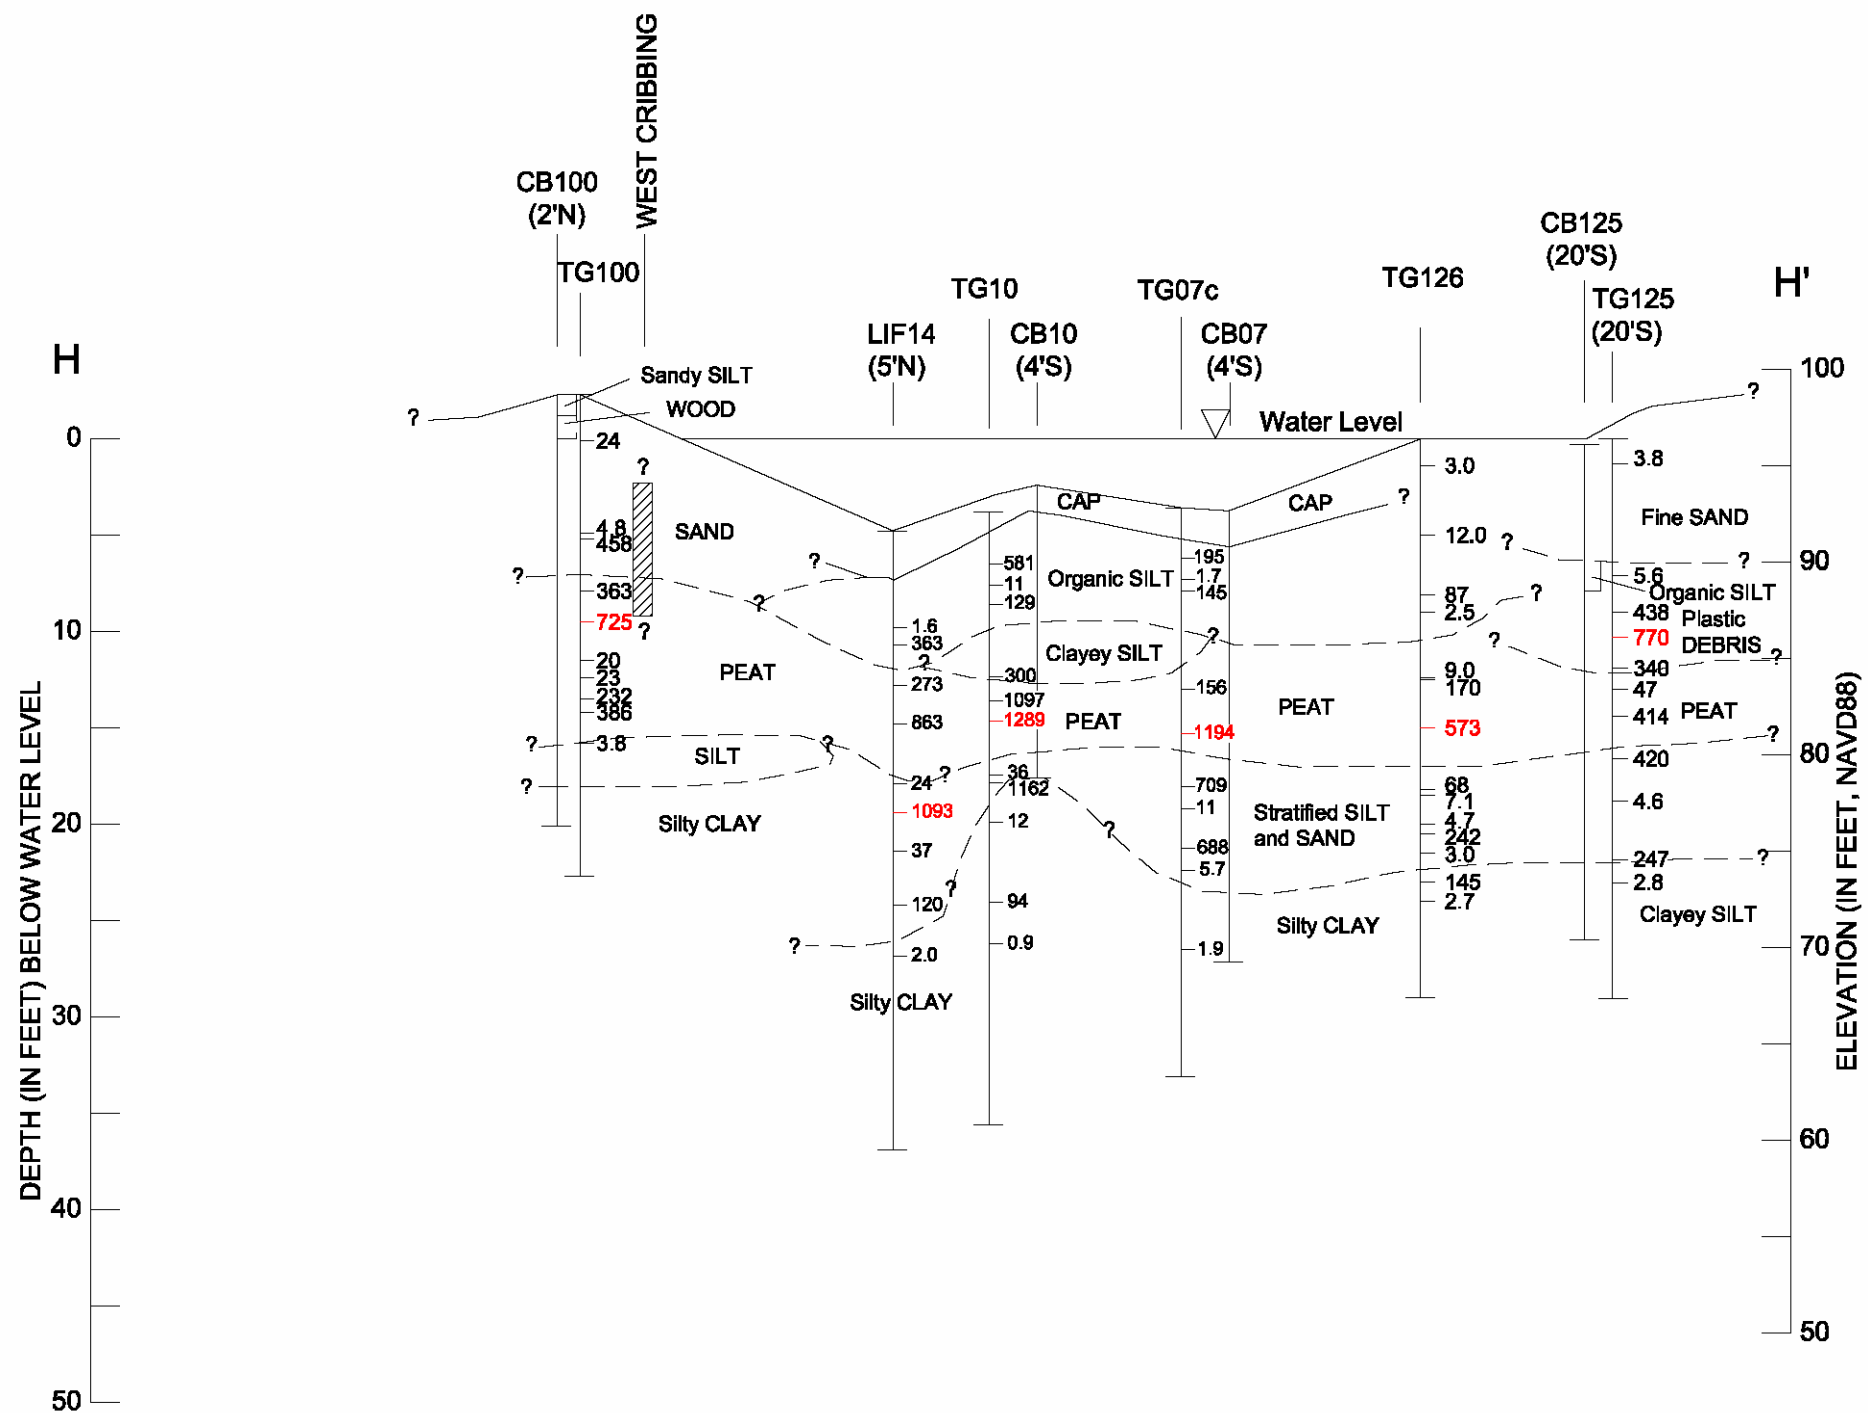 WEST CRIBBING
CB100
(2'N)
TG100
CB125
(20'S)
TG126
H'
TG10
TG07c
TG125
(20'S)
H
LIF14
(5'N)
CB10
(4'S)
CB07
(4'S)
100
Sandy SILT
?
WOOD
?
Water Level
0
24
3.8
?
3.0
CAP
CAP
?
4.8
458
SAND
Fine SAND
12.0
?
195
?
581
?
90
?
Organic SILT
1.7
5.6
363
11
145
87
?
Organic SILT
?
129
2.5
438
Plastic
10
725
?
1.6
?
770
DEBRIS
363
Clayey SILT
?
20
?
?
PEAT
300
9.0
340
23
273
156
170
47
232
1097
PEAT
386
863
1289
PEAT
1194
573
414
PEAT
?
3.8
?
?
SILT
80
420
?
24
?
36
1162
709
68
11
7.1
4.6
20
Silty CLAY
1093
12
?
Stratified SILT
and SAND
4.7
242
37
688
3.0
247
?
5.7
?
145
2.8
120
94
2.7
Clayey SILT
Silty CLAY
?
2.0
0.9
1.9
70
Silty CLAY
30
60
40
50
50
DEPTH (IN FEET) BELOW WATER LEVEL
ELEVATION (IN FEET, NAVD88)